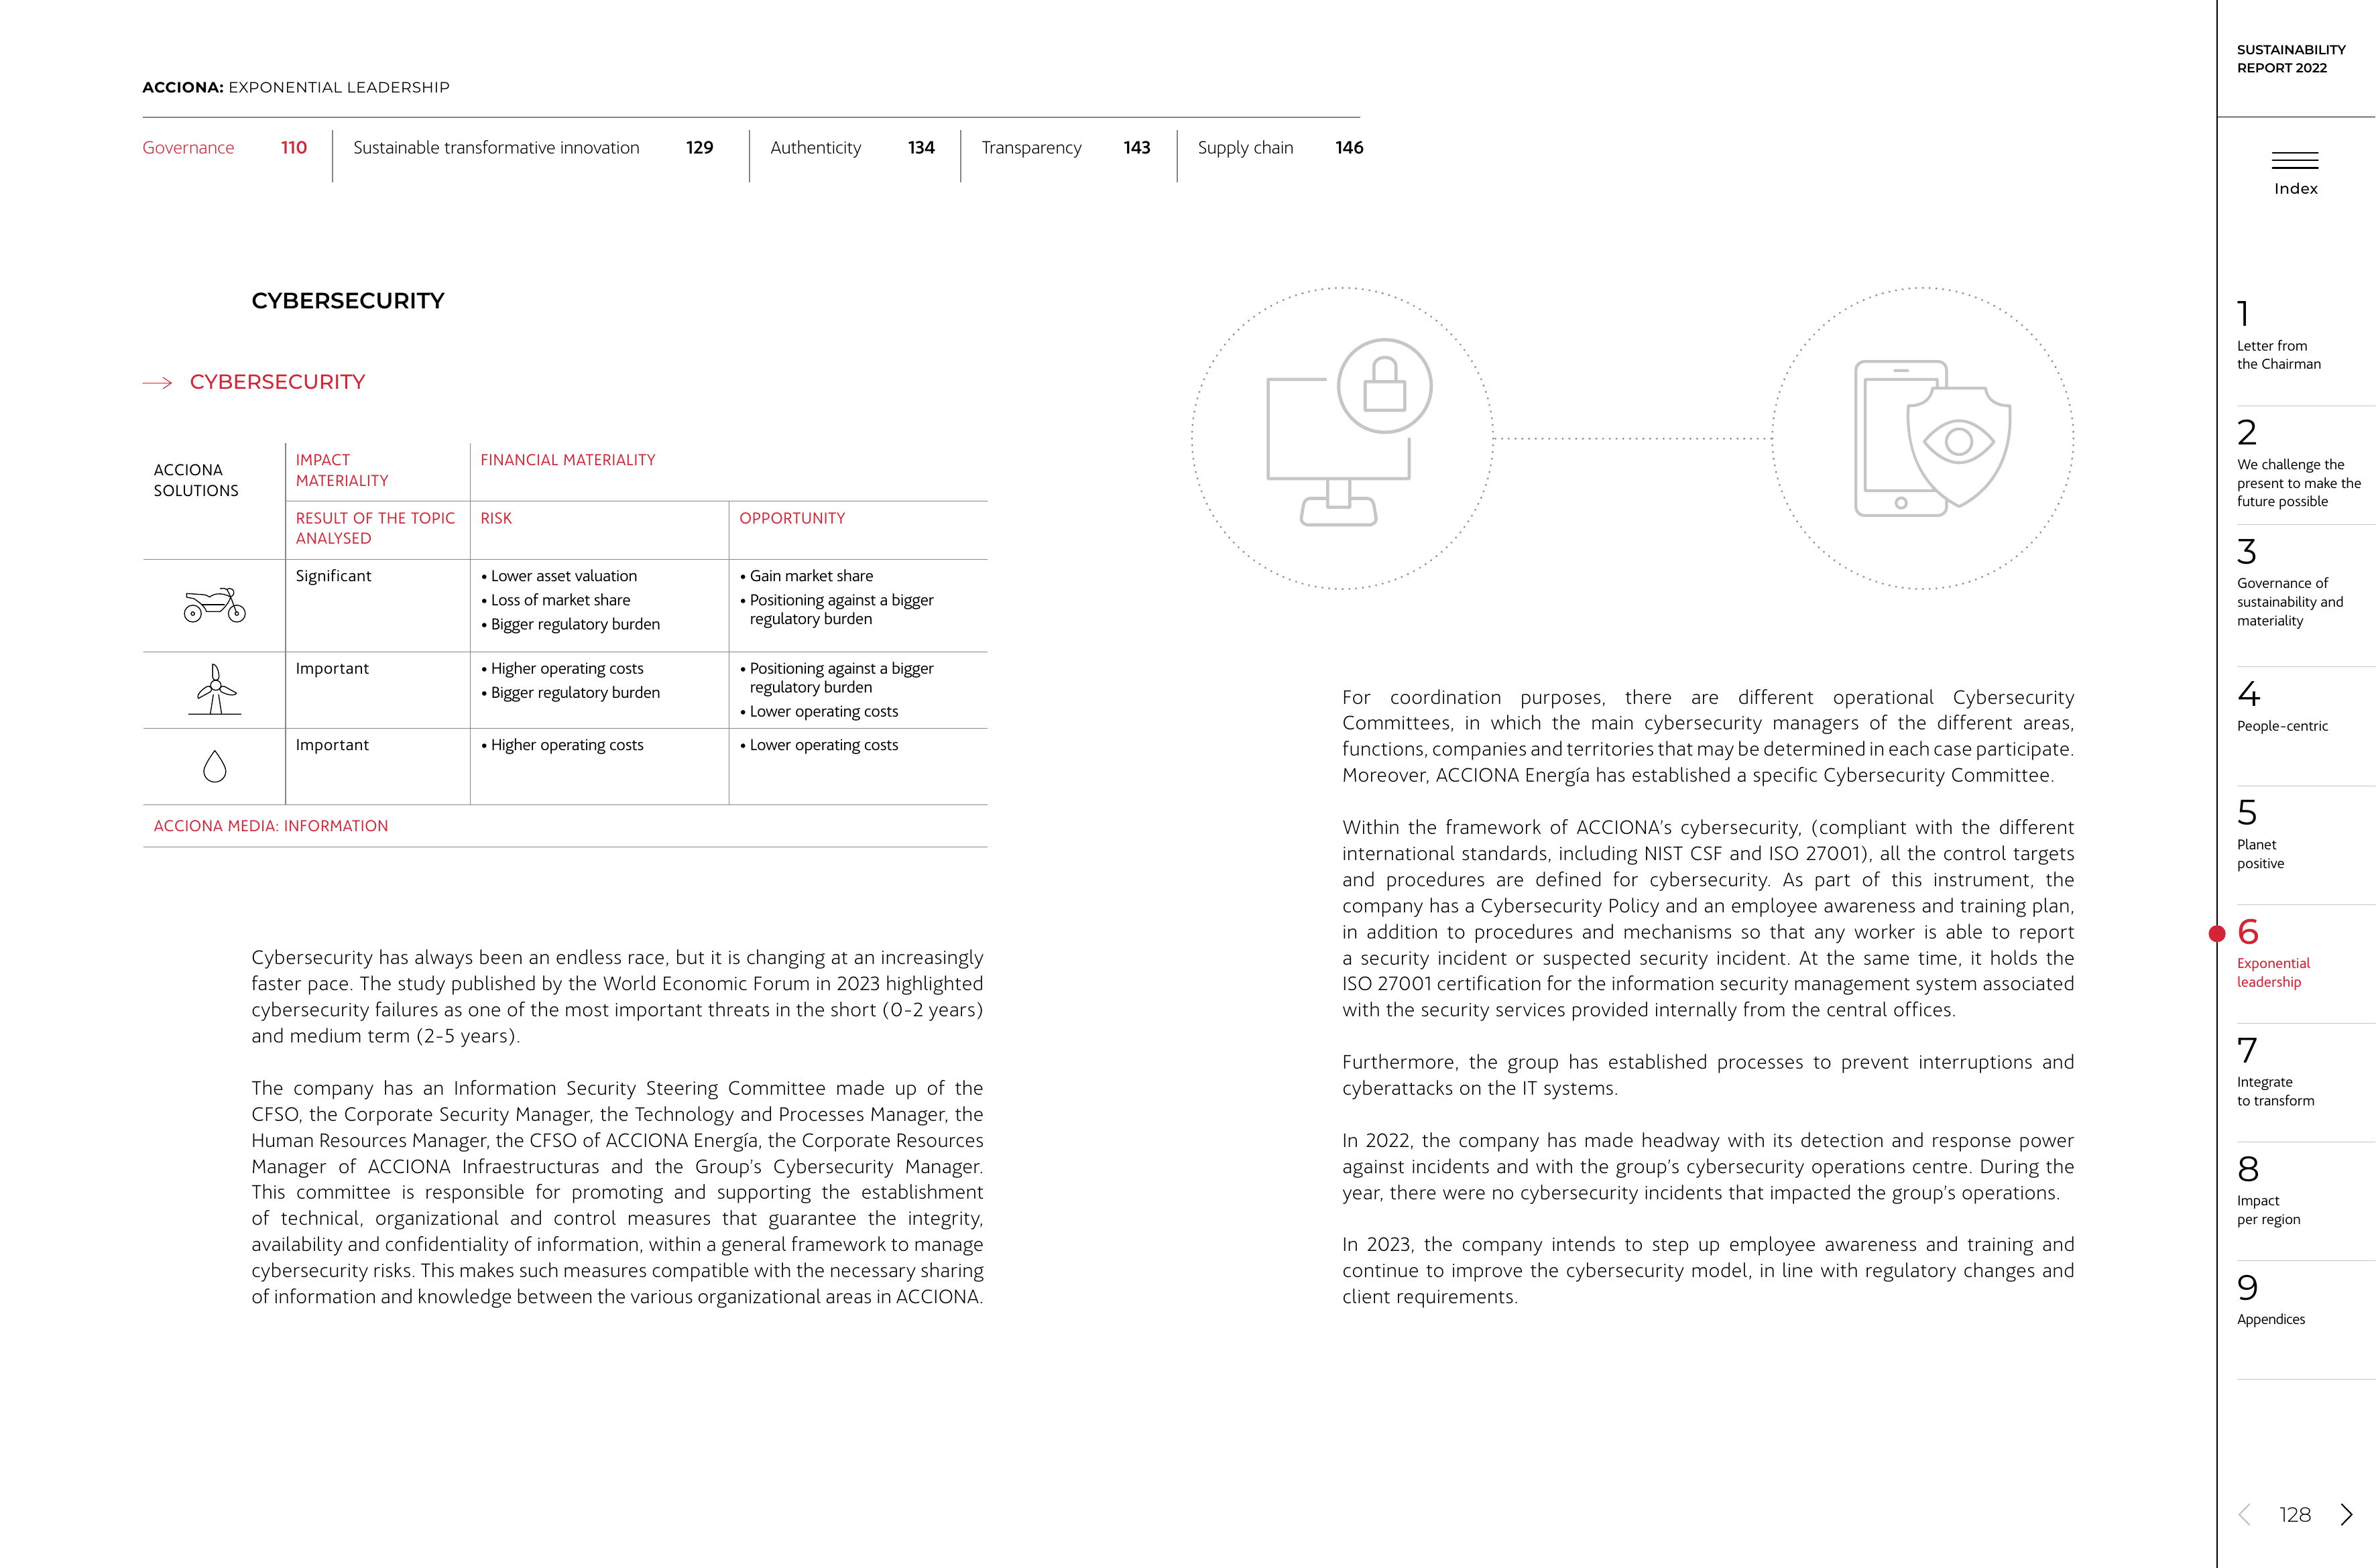 ACCIONA: EXPONENTIAL LEADERSHIP
Governance 110
Sustainable transformative innovation 129
Authenticity 134
Transparency 143
Supply chain 146
CYBERSECURITY
CYBERSECURITY
ACCIONA
SOLUTIONS
IMPACT
MATERIALITY
FINANCIAL MATERIALITY
RESULT OF THE TOPIC
ANALYSED
RISK
OPPORTUNITY
Significant
• Lower asset valuation
• Loss of market share
• Bigger regulatory burden
• Gain market share
• Positioning against a bigger
regulatory burden
Important
• Higher operating costs
• Bigger regulatory burden
• Positioning against a bigger
regulatory burden
• Lower operating costs
Important
• Higher operating costs
• Lower operating costs
ACCIONA MEDIA: INFORMATION
Cybersecurity has always been an endless race, but it is changing at an increasingly
faster pace. The study published by the World Economic Forum in 2023 highlighted
cybersecurity failures as one of the most important threats in the short (0-2 years)
and medium term (2-5 years).
The company has an Information Security Steering Committee made up of the
CFSO, the Corporate Security Manager, the Technology and Processes Manager, the
Human Resources Manager, the CFSO of ACCIONA Energía, the Corporate Resources
Manager of ACCIONA Infraestructuras and the Group's Cybersecurity Manager.
This committee is responsible for promoting and supporting the establishment
of technical, organizational and control measures that guarantee the integrity,
availability and confidentiality of information, within a general framework to manage
cybersecurity risks. This makes such measures compatible with the necessary sharing
of information and knowledge between the various organizational areas in ACCIONA.
For coordination purposes, there are different operational Cybersecurity
Committees, in which the main cybersecurity managers of the different areas,
functions, companies and territories that may be determined in each case participate.
Moreover, ACCIONA Energía has established a specific Cybersecurity Committee.
Within the framework of ACCIONA's cybersecurity, (compliant with the different
international standards, including NIST CSF and ISO 27001), all the control targets
and procedures are defined for cybersecurity. As part of this instrument, the
company has a Cybersecurity Policy and an employee awareness and training plan,
in addition to procedures and mechanisms so that any worker is able to report
a security incident or suspected security incident. At the same time, it holds the
ISO 27001 certification for the information security management system associated
with the security services provided internally from the central offices.
Furthermore, the group has established processes to prevent interruptions and
cyberattacks on the IT systems.
In 2022, the company has made headway with its detection and response power
against incidents and with the group's cybersecurity operations centre. During the
year, there were no cybersecurity incidents that impacted the group's operations.
In 2023, the company intends to step up employee awareness and training and
continue to improve the cybersecurity model, in line with regulatory changes and
client requirements.
SUSTAINABILITY
REPORT 2022
Index
1
Letter from
the Chairman
2
We challenge the
present to make the
future possible
3
Governance of
sustainability and
materiality
4
People-centric
5
Planet
positive
6
Exponential
leadership
7
Integrate
to transform
8
Impact
per region
9
Appendices
128